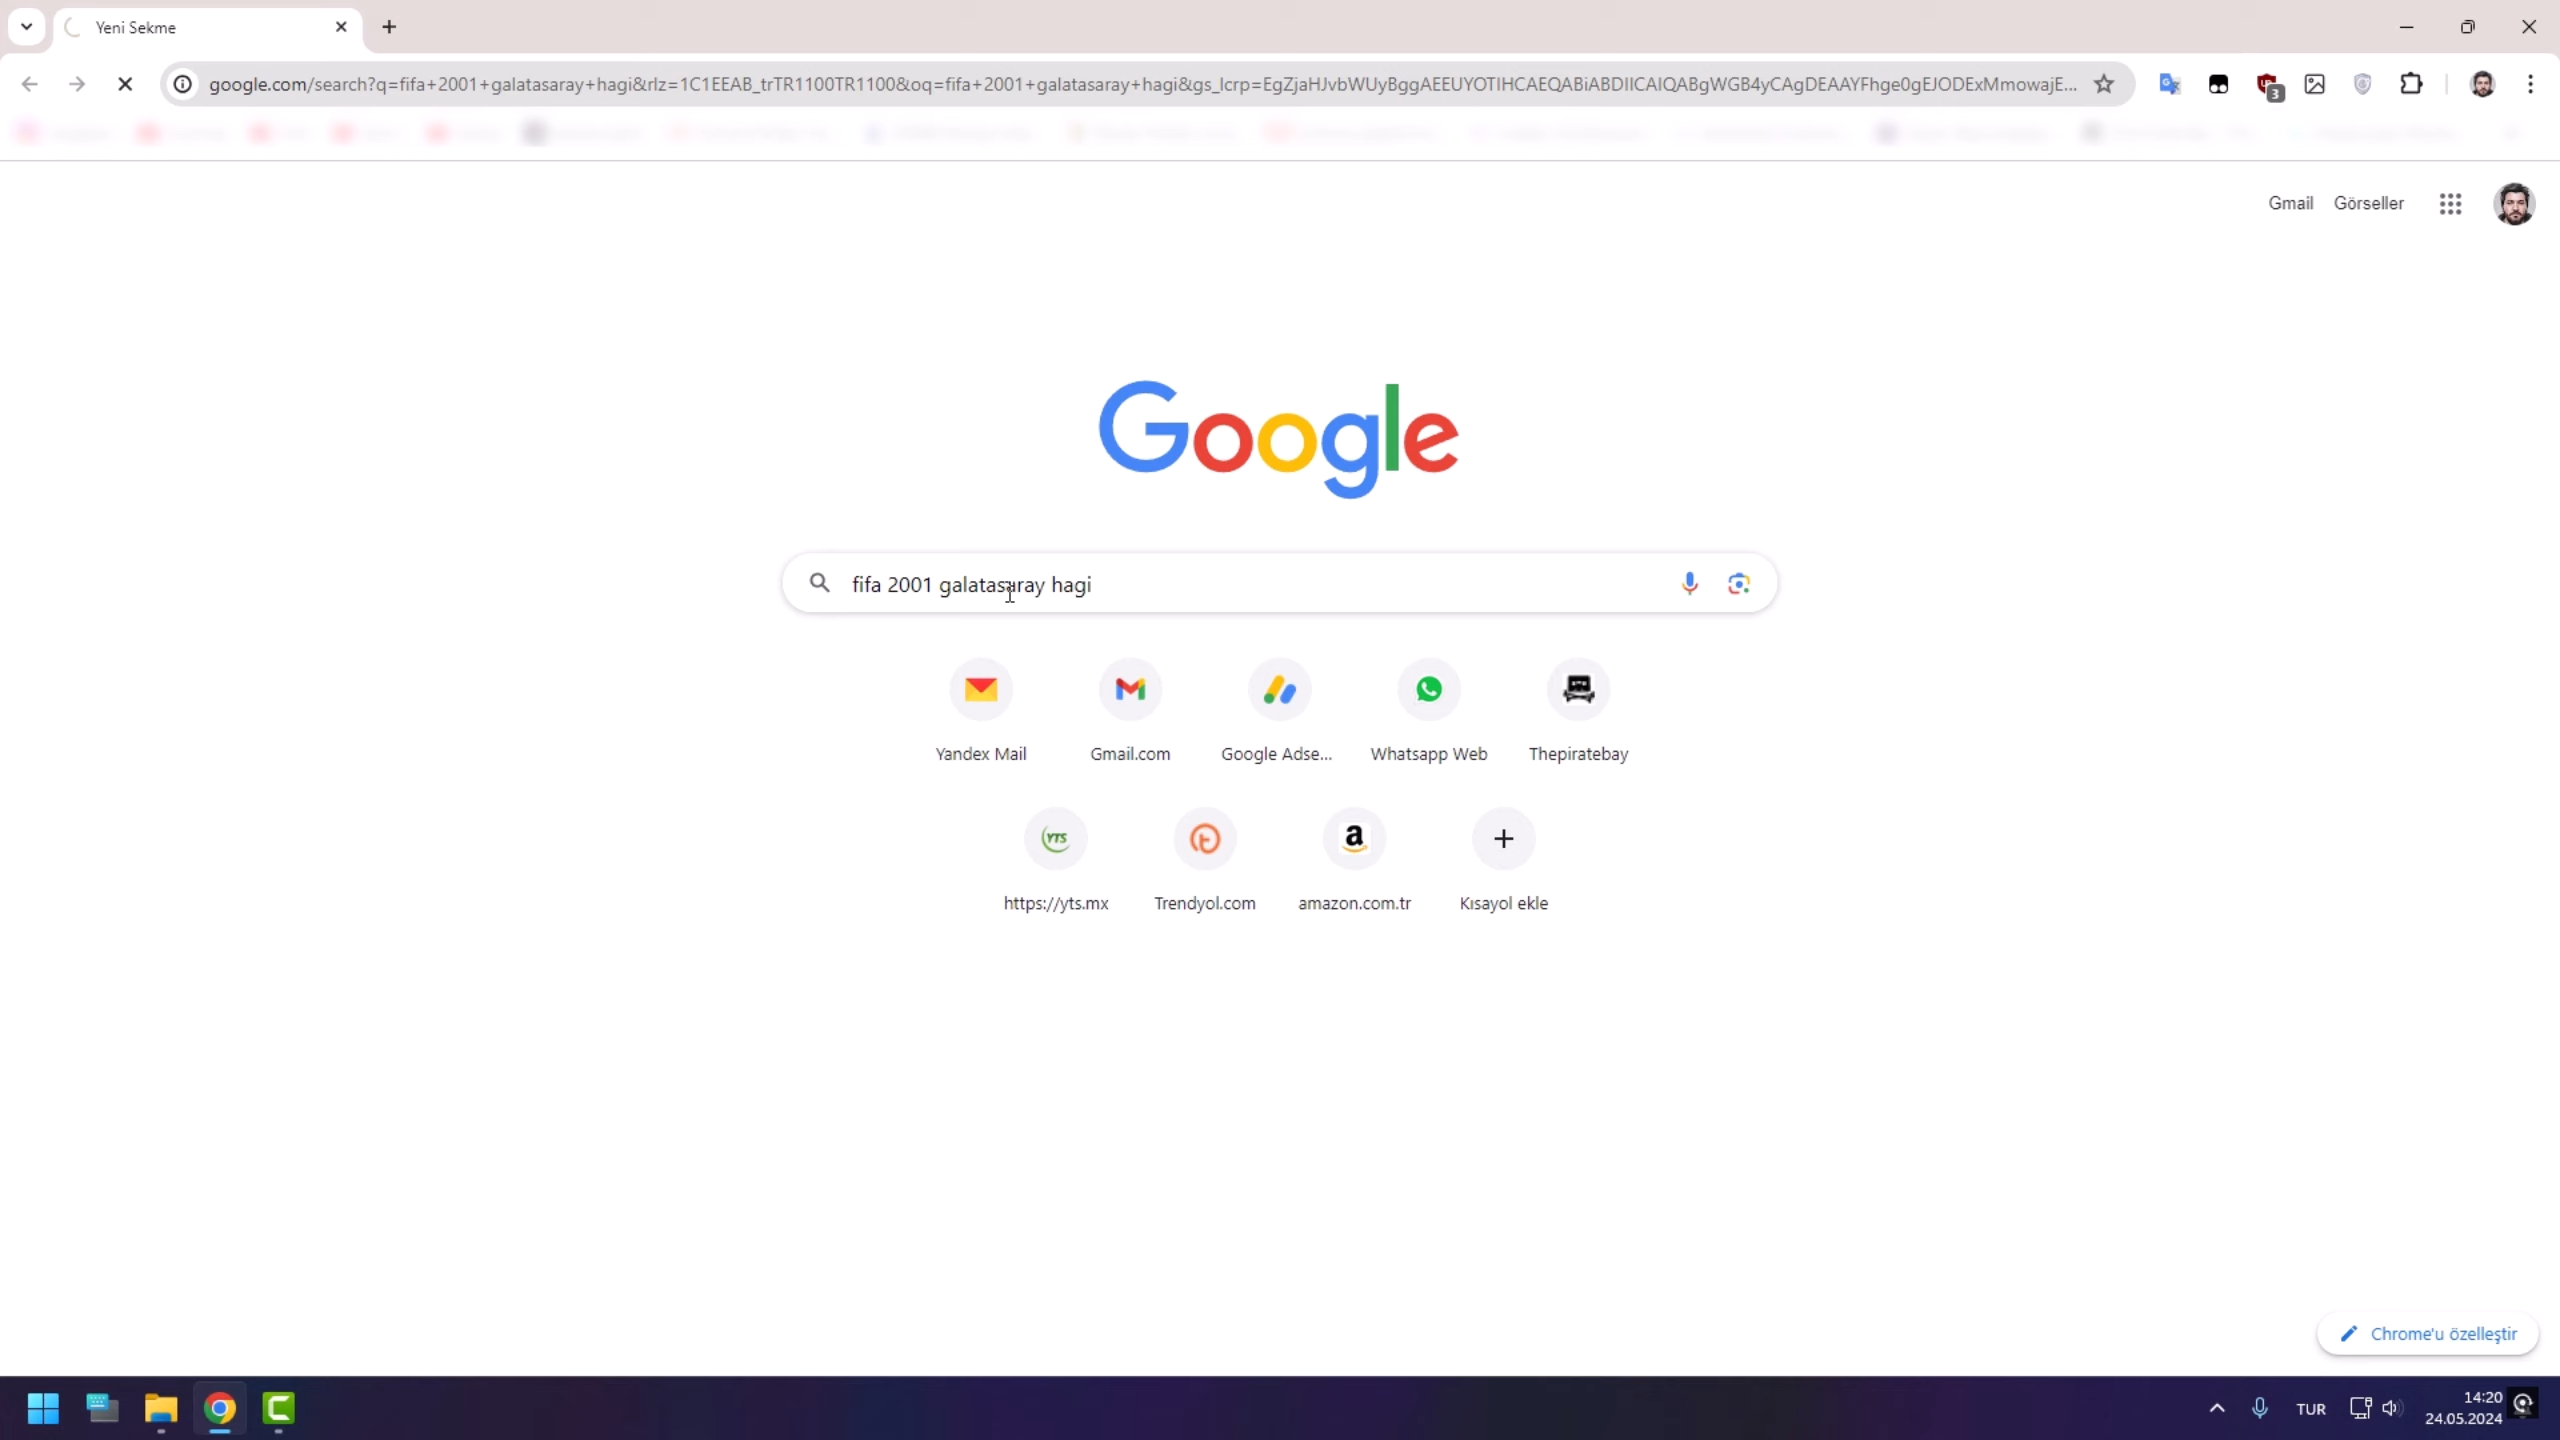 Yeni Sekme
google.com/search?q=fifa+2001+galatasaray+hagi&rlz=1C1EEAB_trTR1100TR1100&oq=fifa+2001+galatasaray+hagi&gs_lcrp=EgZjaHJvbWUyBggAEEUYOTIHCAEQABiABDIICAIQABgWGB4yCAgDEAAYFhge0gEJODExMmowajE...
3
Gmail Görseller
Google
fifa 2001 galatasaray hagi
Yandex Mail Gmail.com Google Adse... Whatsapp Web Thepiratebay
YTS
a
https://yts.mx Trendyol.com amazon.com.tr Kısayol ekle
Chrome'u özelleştir
TUR 14:20
24.05.2024